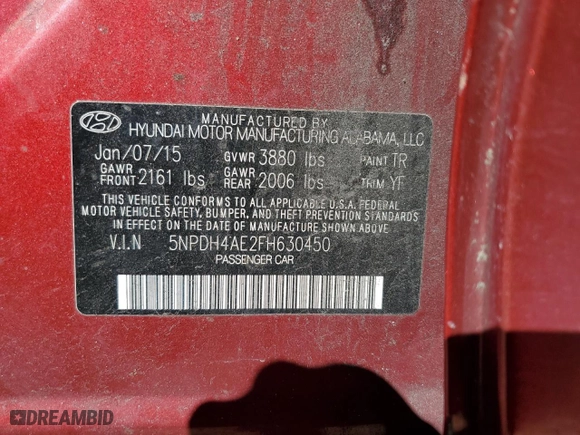 MANUFACTURED BY
HYUNDAI MOTOR MANUFACTURING ALABAMA, LLC
Jan/07/15 GVWR 3880 lbs PAINT TR
GAWR FRONT 2161 lbs GAWR REAR 2006 lbs TRIM YF
THIS VEHICLE CONFORMS TO ALL APPLICABLE U.S.A. FEDERAL
MOTOR VEHICLE SAFETY, BUMPER, AND THEFT PREVENTION STANDARDS
IN EFFECT ON THE DATE OF MANUFACTURE SHOWN ABOVE.
V.I.N 5NPDH4AE2FH630450
PASSENGER CAR
DREAMBID